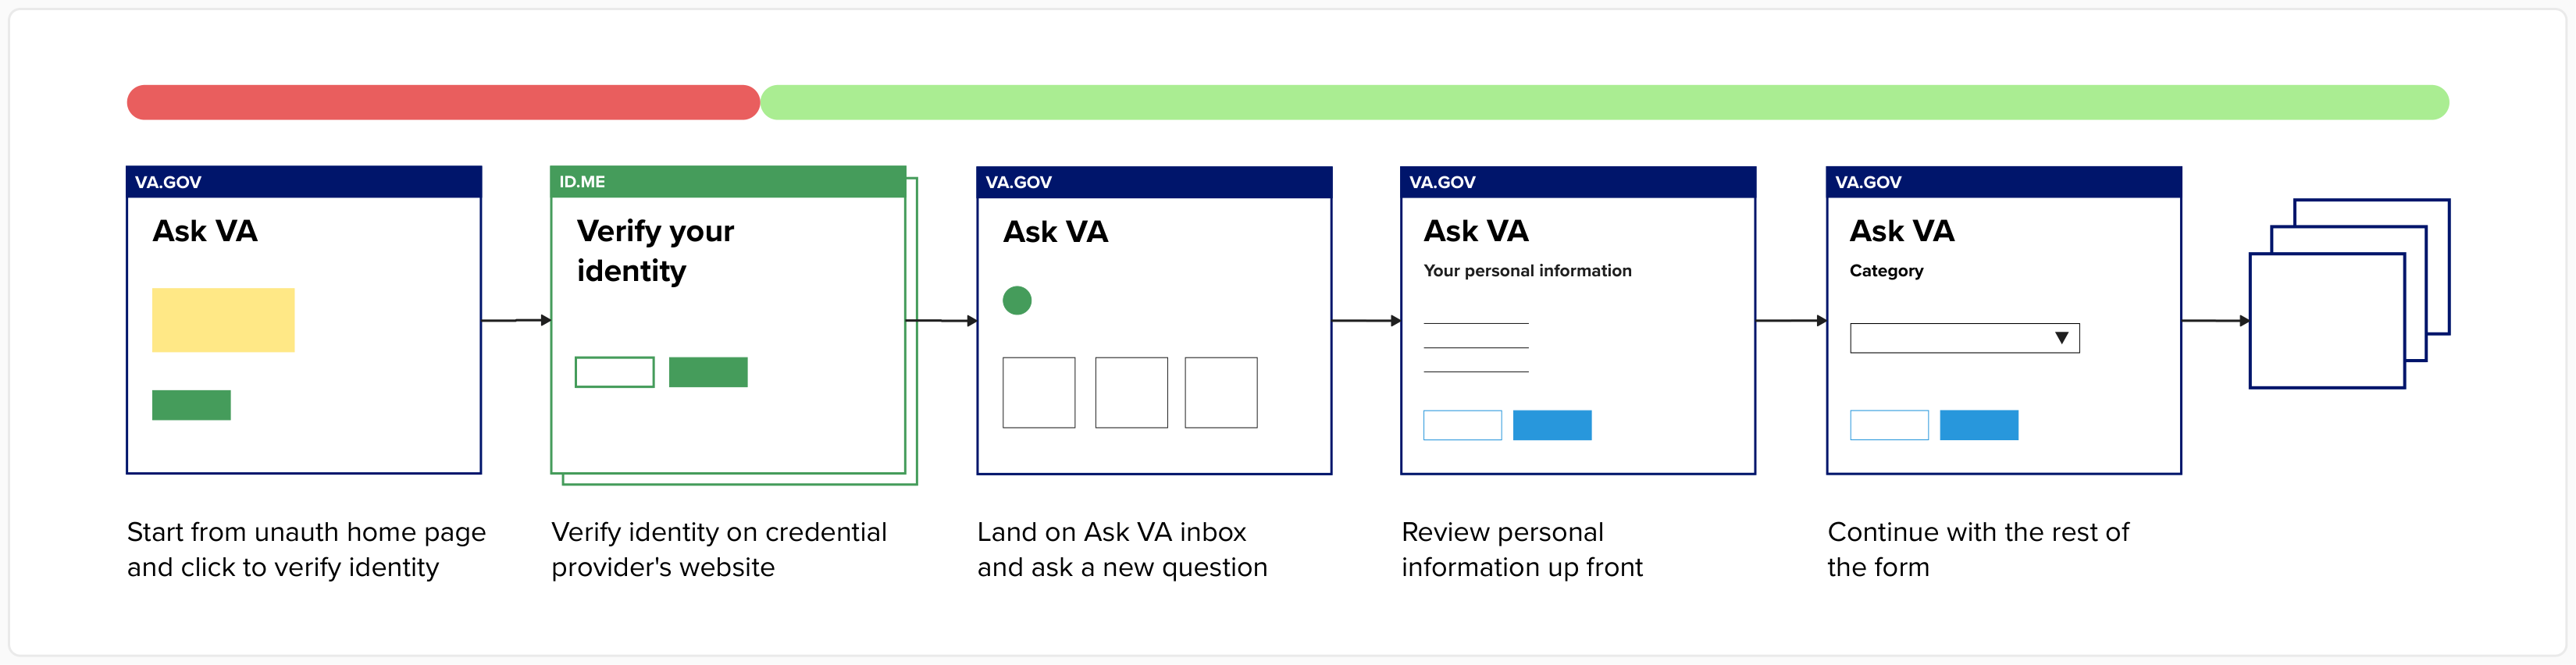 VA.GOV
Ask VA
Start from unauth home page
and click to verify identity
ID.ME
Verify your
identity
Verify identity on credential
provider's website
VA.GOV
Ask VA
Land on Ask VA inbox
and ask a new question
VA.GOV
Ask VA
Your personal information
Review personal
information up front
VA.GOV
Ask VA
Category
Continue with the rest of
the form